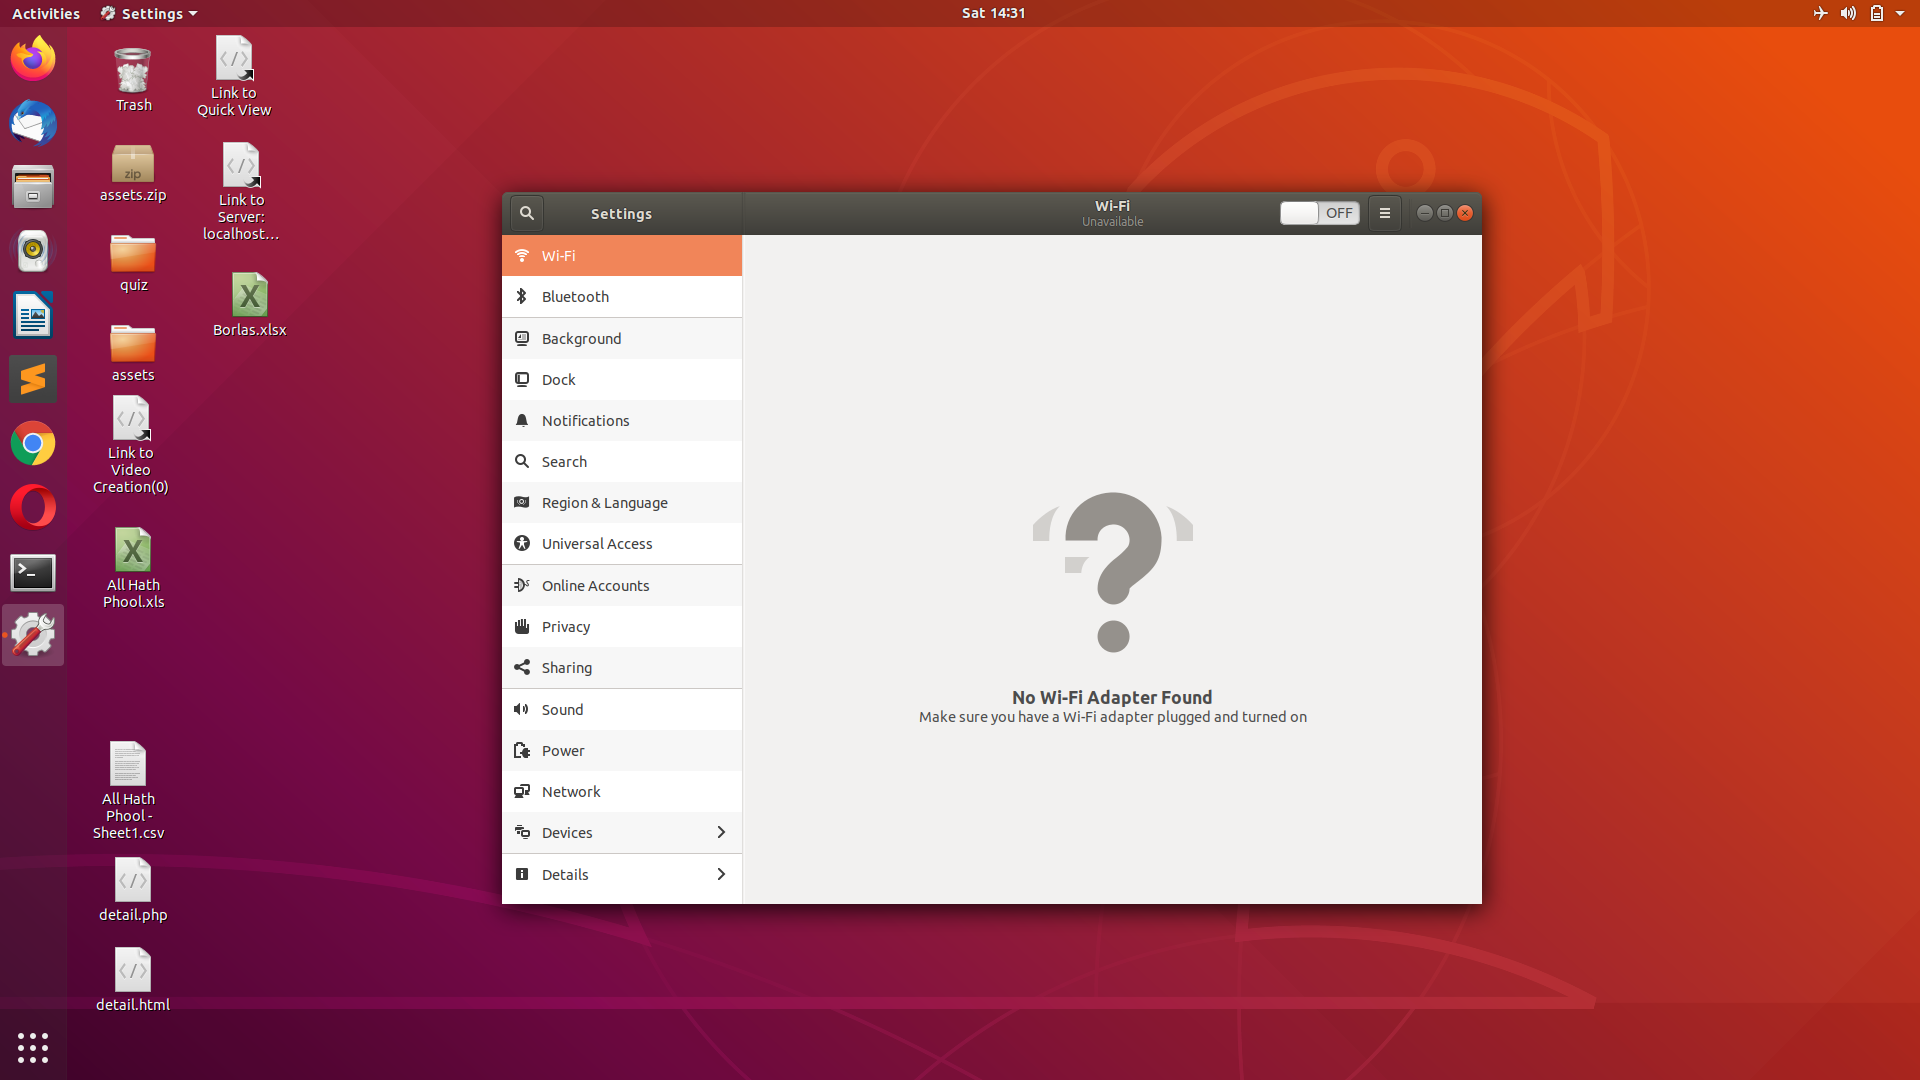 Activities
Settings
Sat 14:31
Trash
Link to
Quick View
zip
assets.zip
Link to
Server:
localhost...
quiz
Borlas.xlsx
assets
Link to
Video
Creation(0)
All Hath
Phool.xls
All Hath
Phool -
Sheet1.csv
detail.php
detail.html
Settings
Wi-Fi
Unavailable
OFF
Wi-Fi
Bluetooth
Background
Dock
Notifications
Search
Region & Language
Universal Access
Online Accounts
Privacy
Sharing
Sound
Power
Network
Devices
Details
No Wi-Fi Adapter Found
Make sure you have a Wi-Fi adapter plugged and turned on